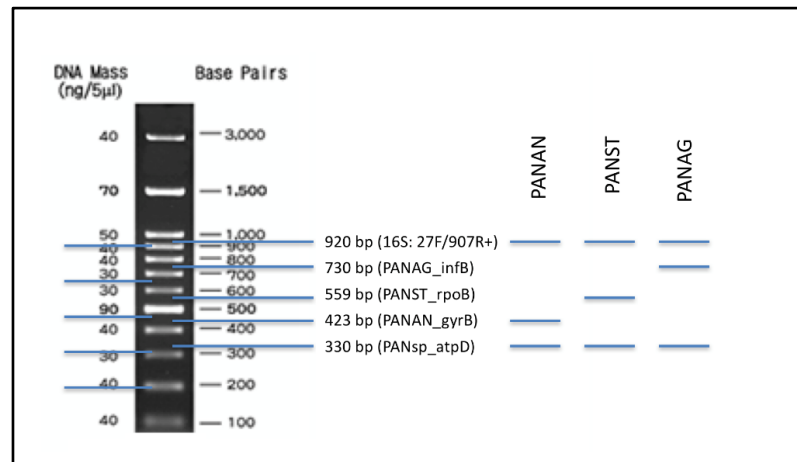 DNA Mass
(ng/5µl)
Base Pairs
40 3,000
70 1,500
50 1,000
40 900
40 800
30 700
30 600
90 500
40 400
30 300
40 200
40 100
920 bp (16S: 27F/907R+)
730 bp (PANAG_infB)
559 bp (PANST_rpoB)
423 bp (PANAN_gyrB)
330 bp (PANsp_atpD)
PANAN
PANST
PANAG